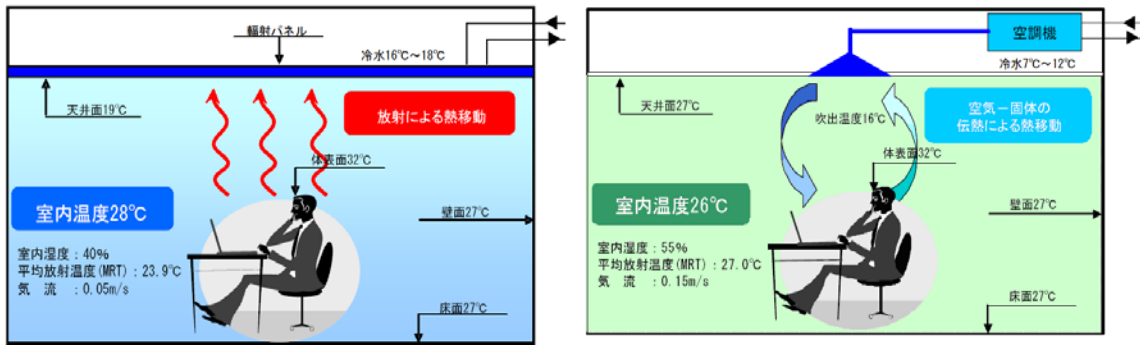 輻射パネル
冷水16℃～18℃
天井面19℃
放射による熱移動
体表面32℃
室内温度28℃
壁面27℃
室内湿度：40%
平均放射温度(MRT)：23.9℃
気　流　：0.05m/s
床面27℃
空調機
冷水7℃～12℃
天井面27℃
吹出温度16℃
空気－固体の
伝熱による熱移動
体表面32℃
室内温度26℃
壁面27℃
室内湿度：55%
平均放射温度(MRT)：27.0℃
気　流　：0.15m/s
床面27℃